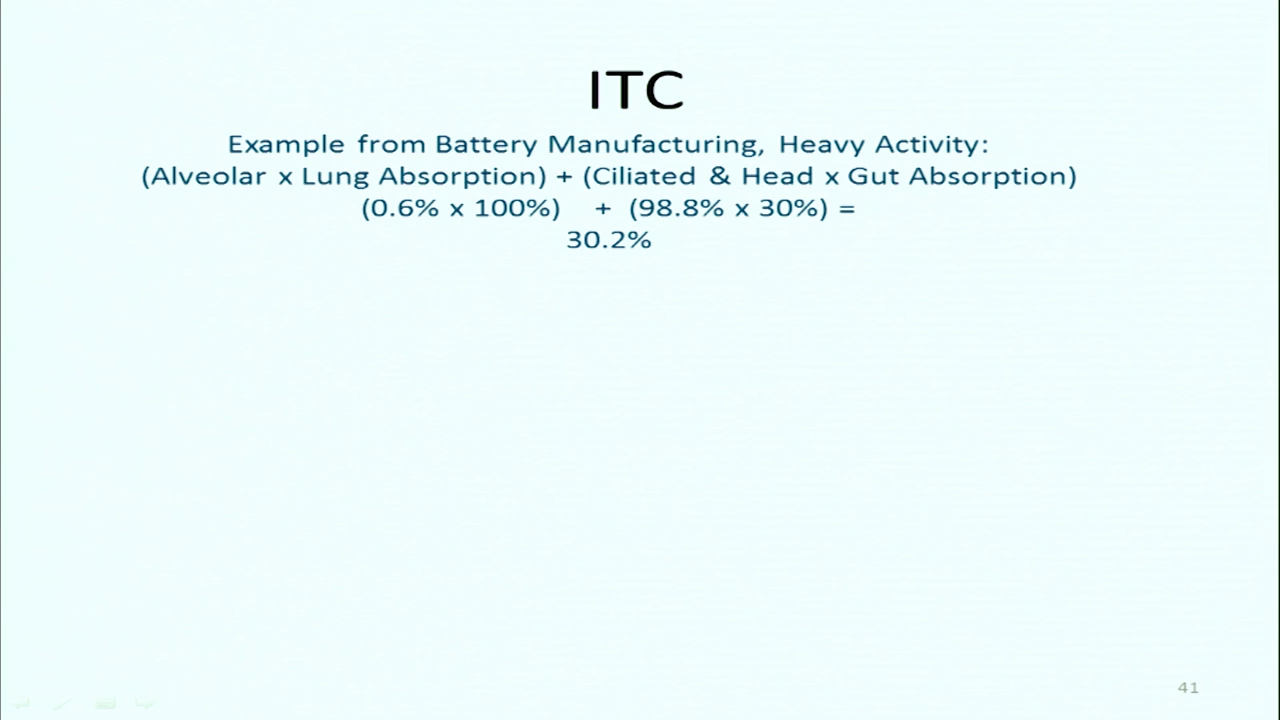 ITC
Example from Battery Manufacturing, Heavy Activity:
(Alveolar x Lung Absorption) + (Ciliated & Head x Gut Absorption)
(0.6% x 100%) + (98.8% x 30%) =
30.2%
41